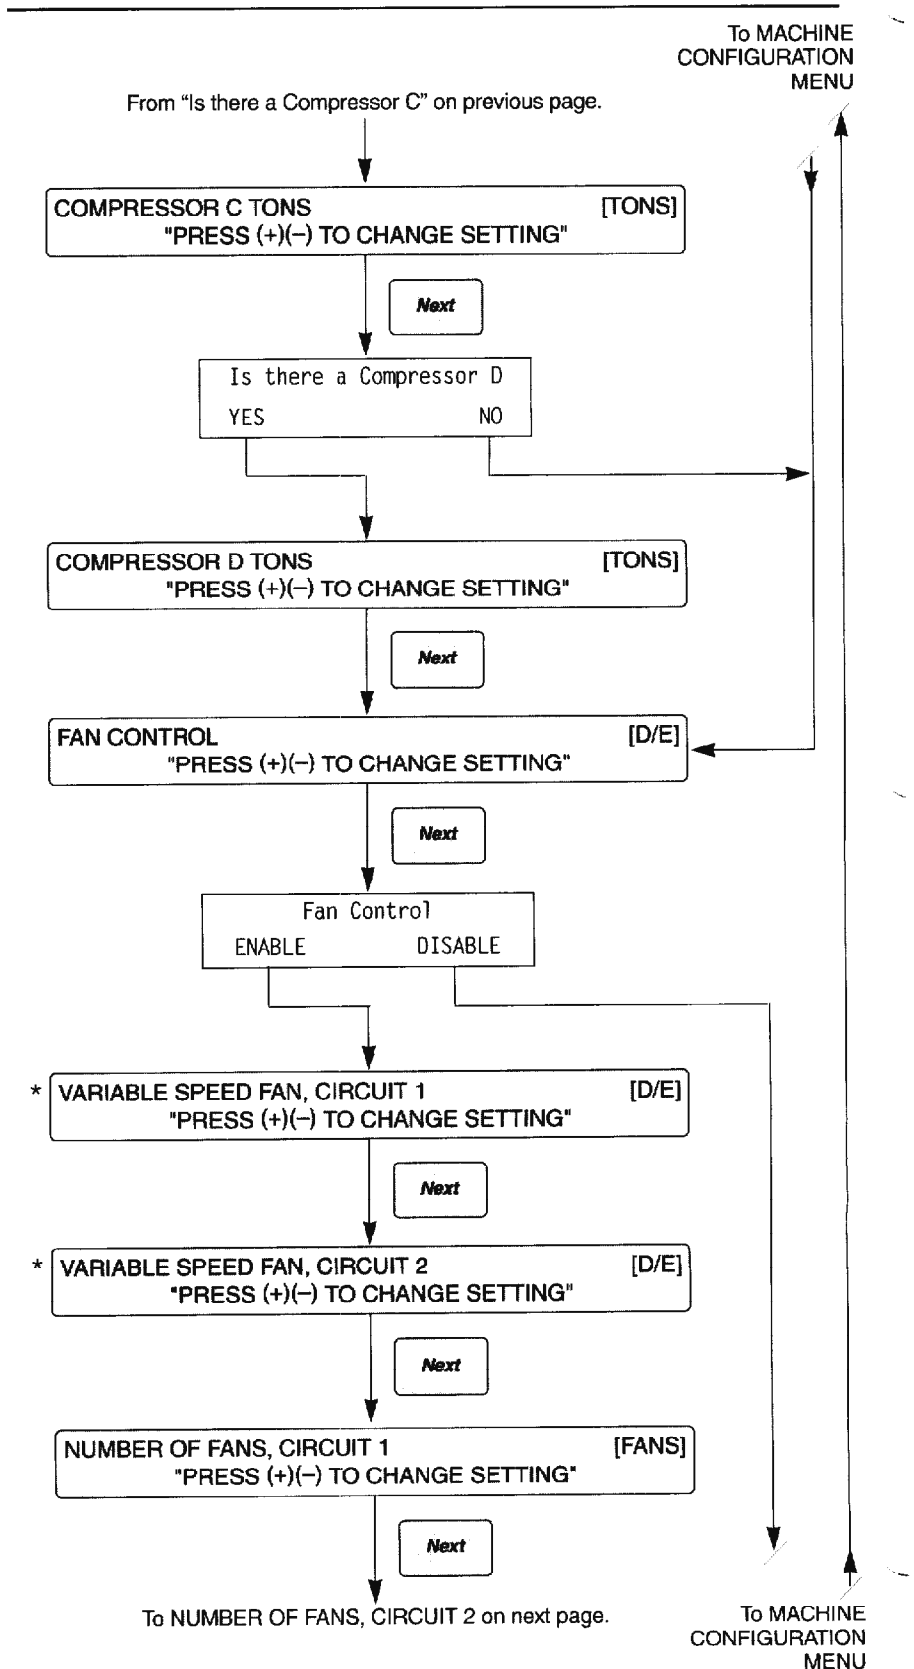 To MACHINE
CONFIGURATION
MENU
From "Is there a Compressor C" on previous page.
COMPRESSOR C TONS [TONS]
"PRESS (+)(–) TO CHANGE SETTING"
Next
Is there a Compressor D
YES NO
COMPRESSOR D TONS [TONS]
"PRESS (+)(–) TO CHANGE SETTING"
Next
FAN CONTROL [D/E]
"PRESS (+)(–) TO CHANGE SETTING"
Next
Fan Control
ENABLE DISABLE
* VARIABLE SPEED FAN, CIRCUIT 1 [D/E]
"PRESS (+)(–) TO CHANGE SETTING"
Next
* VARIABLE SPEED FAN, CIRCUIT 2 [D/E]
"PRESS (+)(–) TO CHANGE SETTING"
Next
NUMBER OF FANS, CIRCUIT 1 [FANS]
"PRESS (+)(–) TO CHANGE SETTING"
Next
To NUMBER OF FANS, CIRCUIT 2 on next page.
To MACHINE
CONFIGURATION
MENU